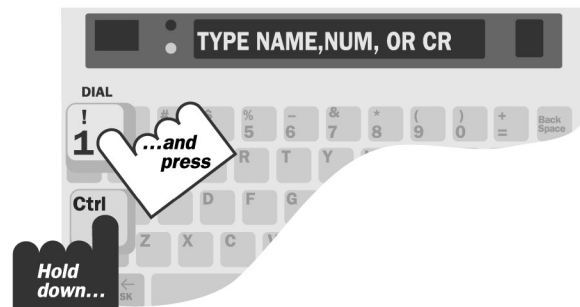 TYPE NAME,NUM, OR CR
DIAL
! % – & * ( ) + Back
1 5 6 7 8 9 0 = Space
...and
press
R T Y
Ctrl
D F G
Z X C
Hold
down...
SK